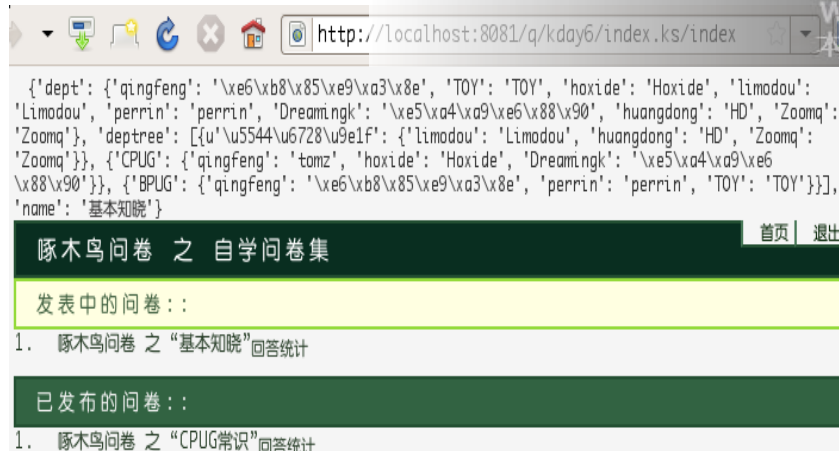 http://localhost:8081/q/kday6/index.ks/index
{'dept': {'qingfeng': '\xe6\xb8\x85\xe9\xa3\x8e', 'TOY': 'TOY', 'hoxide': 'Hoxide', 'limodou':
'Limodou', 'perrin': 'perrin', 'Dreamingk': '\xe5\xa4\xa9\xe6\x88\x90', 'huangdong': 'HD', 'Zoomq':
'Zoomq'}, 'deptree': [{u'\u5544\u6728\u9e1f': {'limodou': 'Limodou', 'huangdong': 'HD', 'Zoomq':
'Zoomq'}}, {'CPUG': {'qingfeng': 'tomz', 'hoxide': 'Hoxide', 'Dreamingk': '\xe5\xa4\xa9\xe6
\x88\x90'}}, {'BPUG': {'qingfeng': '\xe6\xb8\x85\xe9\xa3\x8e', 'perrin': 'perrin', 'TOY': 'TOY'}}],
'name': '基本知晓'}
首页 退出
啄木鸟问卷 之 自学问卷集
发表中的问卷::
1. 啄木鸟问卷 之 “基本知晓”回答统计
已发布的问卷::
1. 啄木鸟问卷 之 “CPUG常识”回答统计